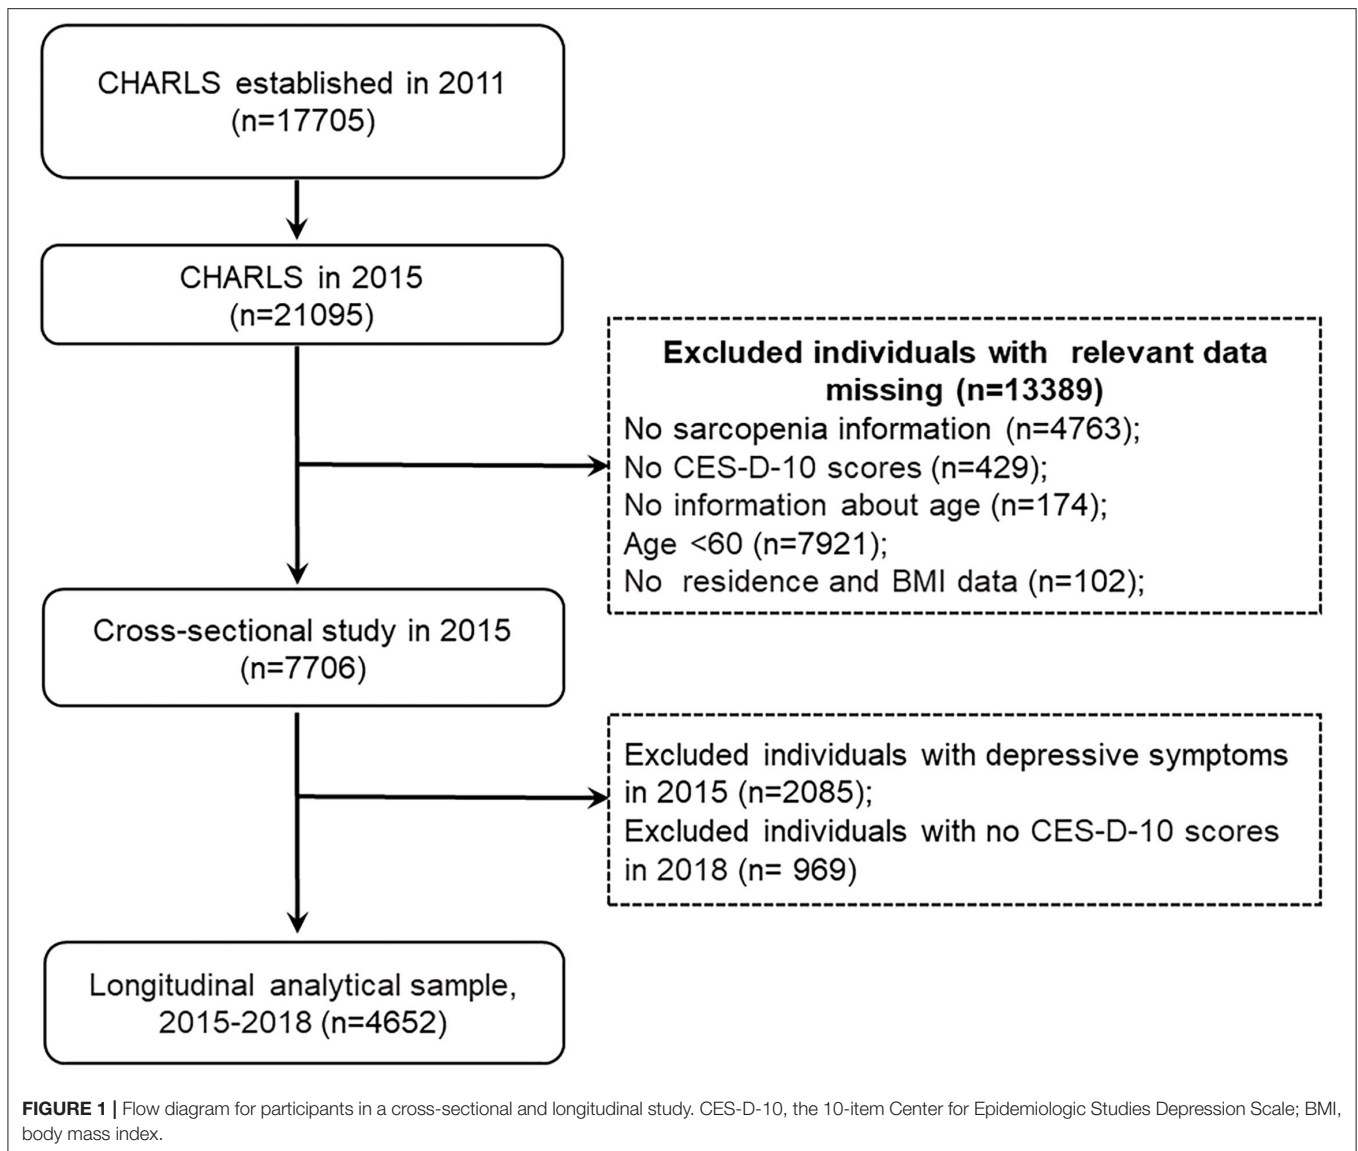 CHARLS established in 2011
(n=17705)
CHARLS in 2015
(n=21095)
Excluded individuals with relevant data
missing (n=13389)
No sarcopenia information (n=4763);
No CES-D-10 scores (n=429);
No information about age (n=174);
Age <60 (n=7921);
No residence and BMI data (n=102);
Cross-sectional study in 2015
(n=7706)
Excluded individuals with depressive symptoms
in 2015 (n=2085);
Excluded individuals with no CES-D-10 scores
in 2018 (n= 969)
Longitudinal analytical sample,
2015-2018 (n=4652)
FIGURE 1 | Flow diagram for participants in a cross-sectional and longitudinal study. CES-D-10, the 10-item Center for Epidemiologic Studies Depression Scale; BMI,
body mass index.